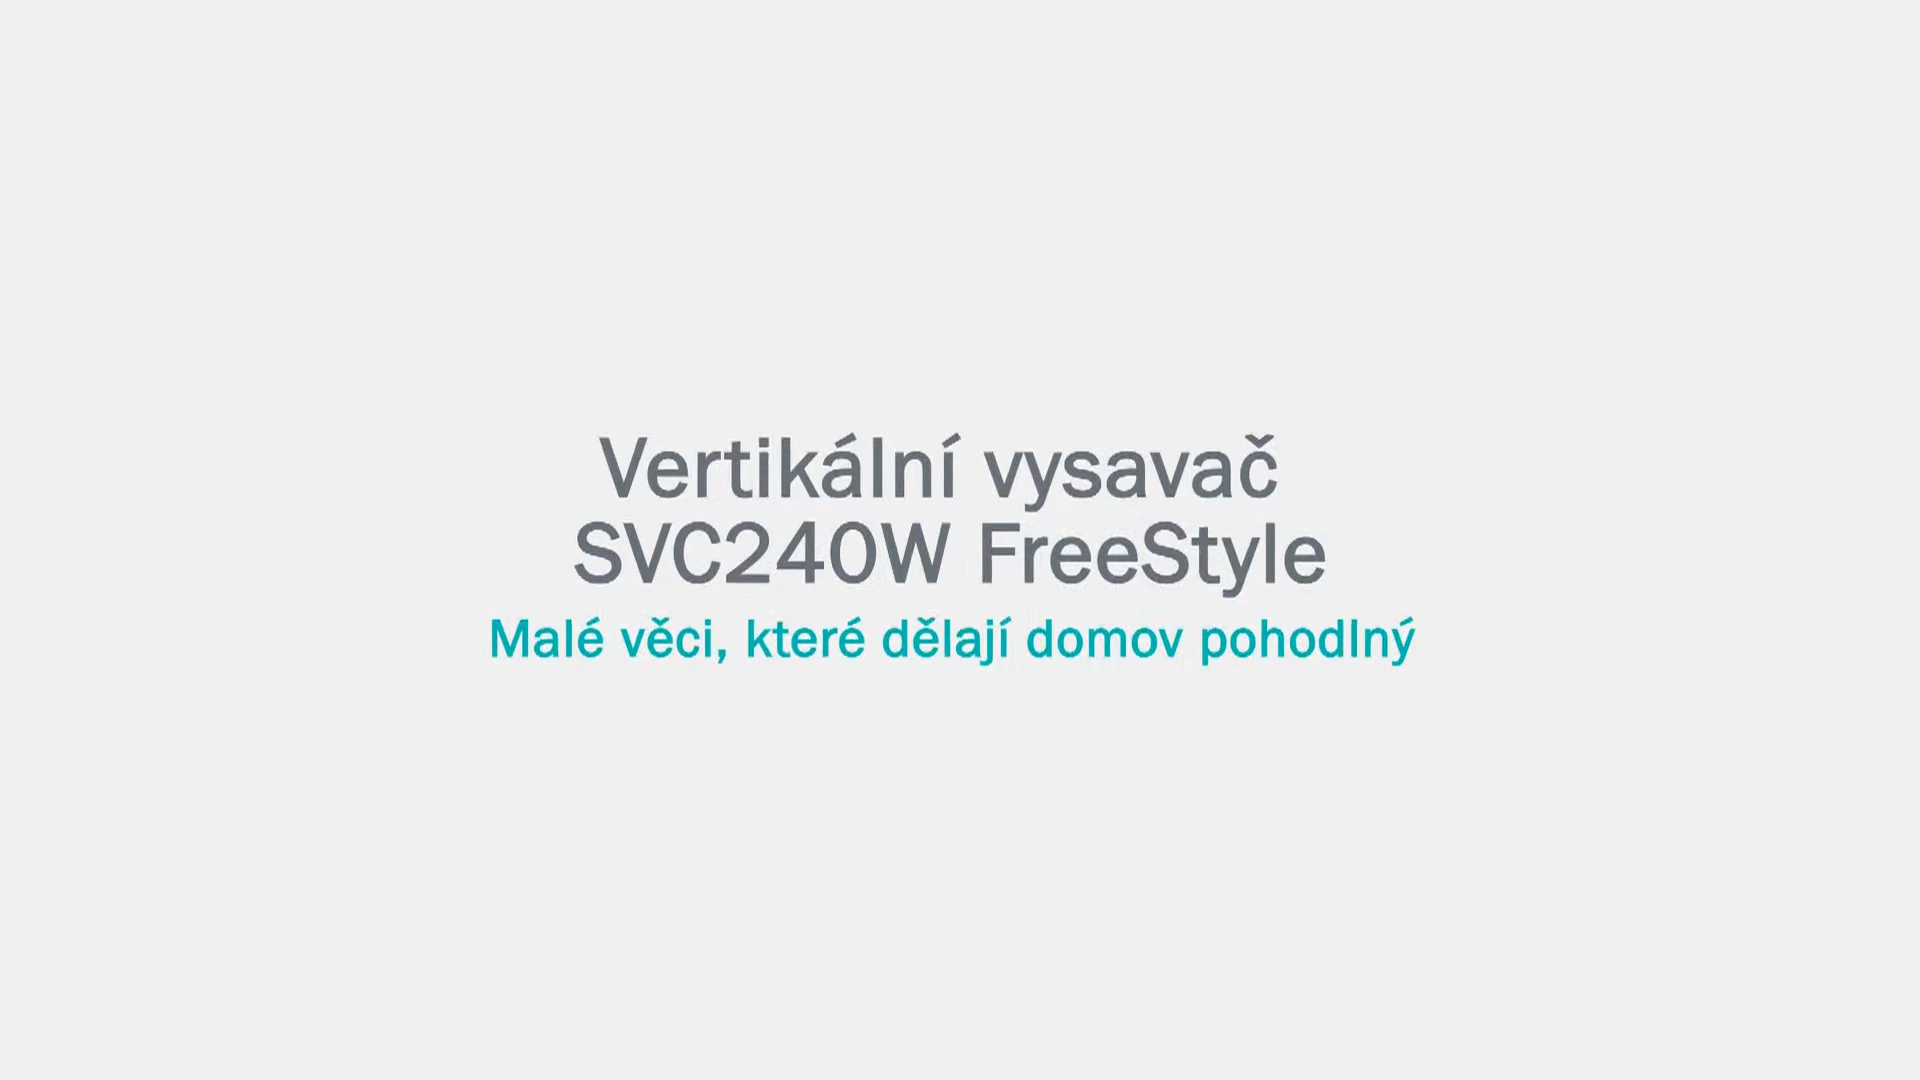 Vertikální vysavač
SVC240W FreeStyle
Malé věci, které dělají domov pohodlný